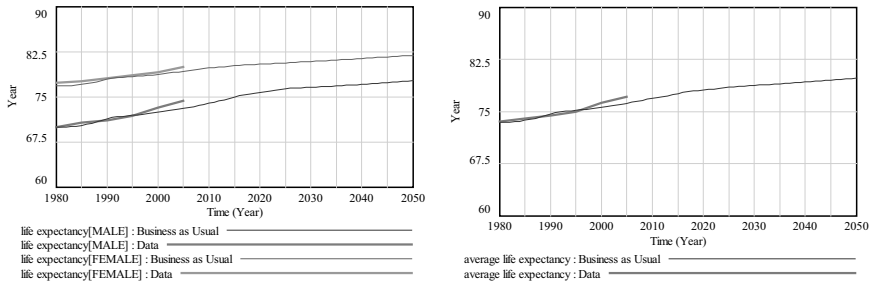 90
82.5
75
67.5
60
Year
1980 1990 2000 2010 2020 2030 2040 2050
Time (Year)
life expectancy[MALE] : Business as Usual
life expectancy[MALE] : Data
life expectancy[FEMALE] : Business as Usual
life expectancy[FEMALE] : Data
90
82.5
75
67.5
60
Year
1980 1990 2000 2010 2020 2030 2040 2050
Time (Year)
average life expectancy : Business as Usual
average life expectancy : Data